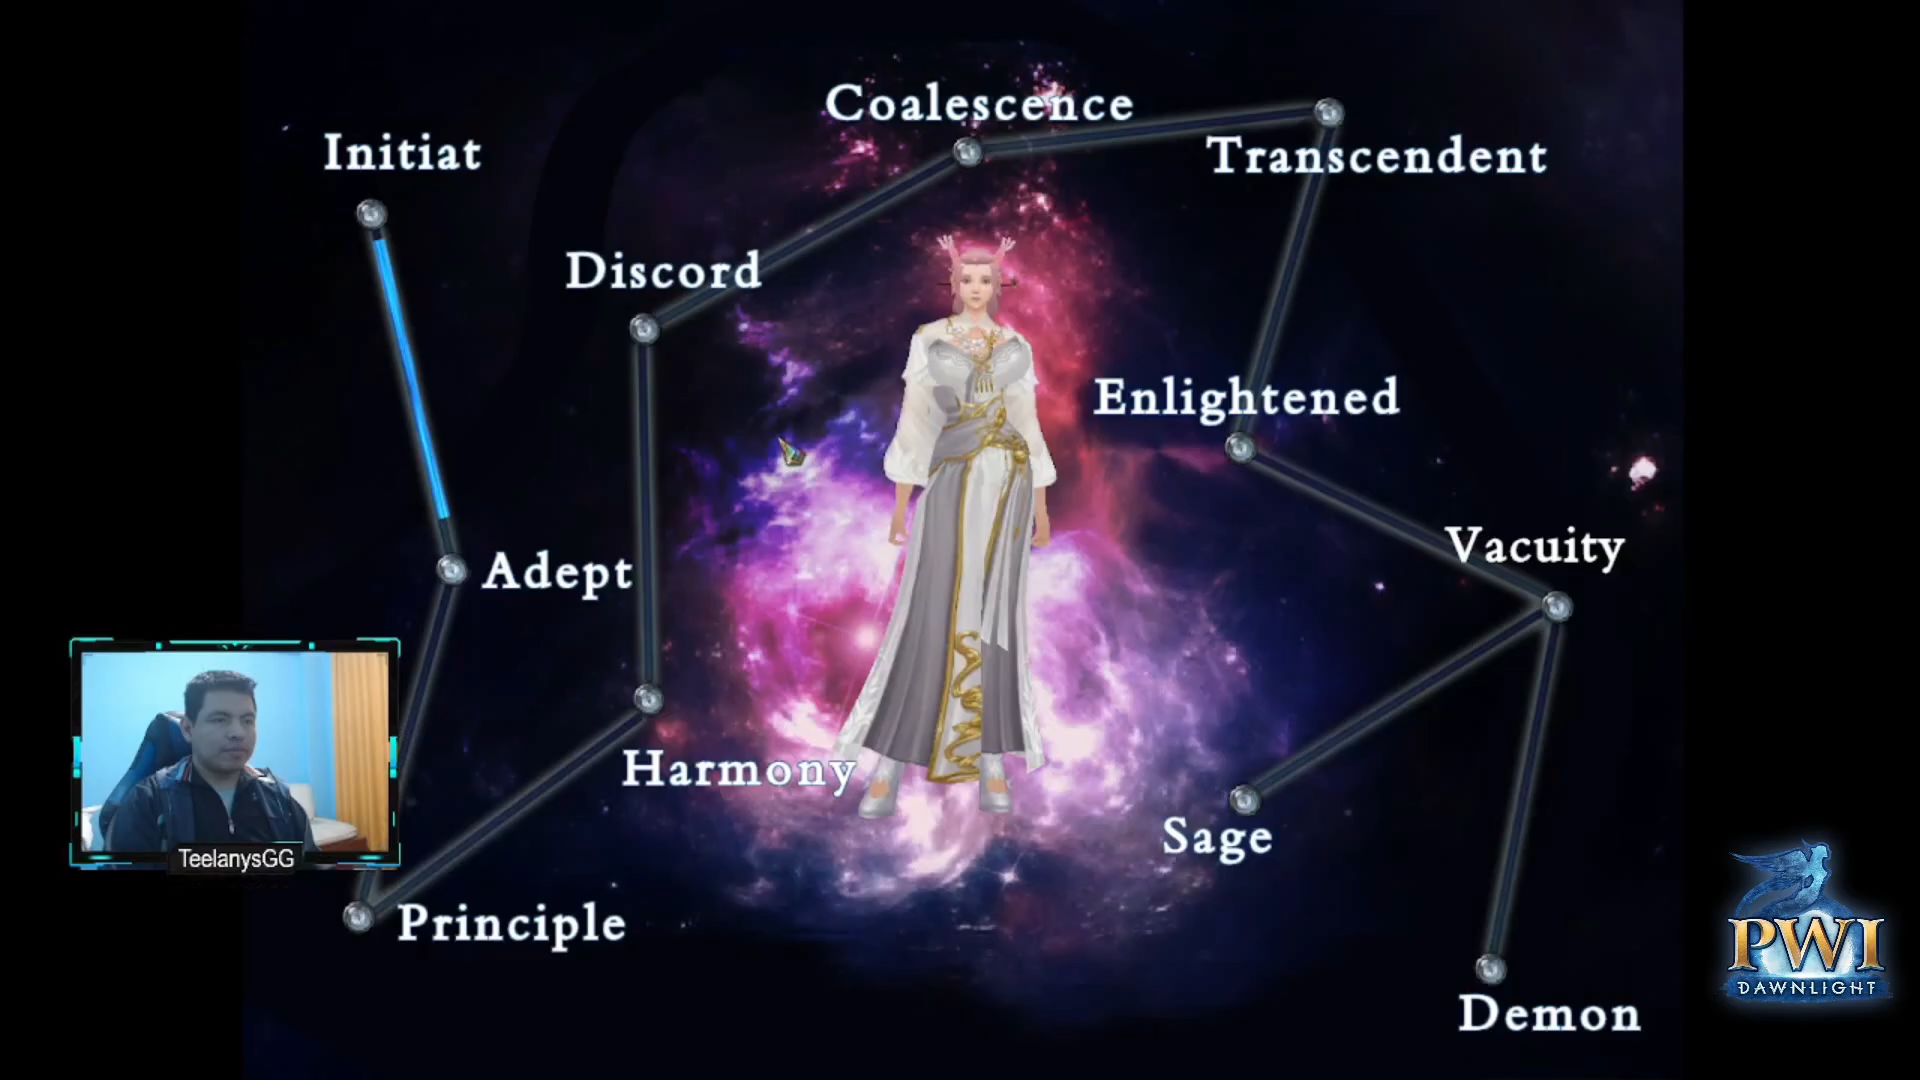 Coalescence
Initiat
Transcendent
Discord
Enlightened
Vacuity
Adept
Harmony
Sage
TeelanysGG
Principle
PWI
DAWNLIGHT
Demon